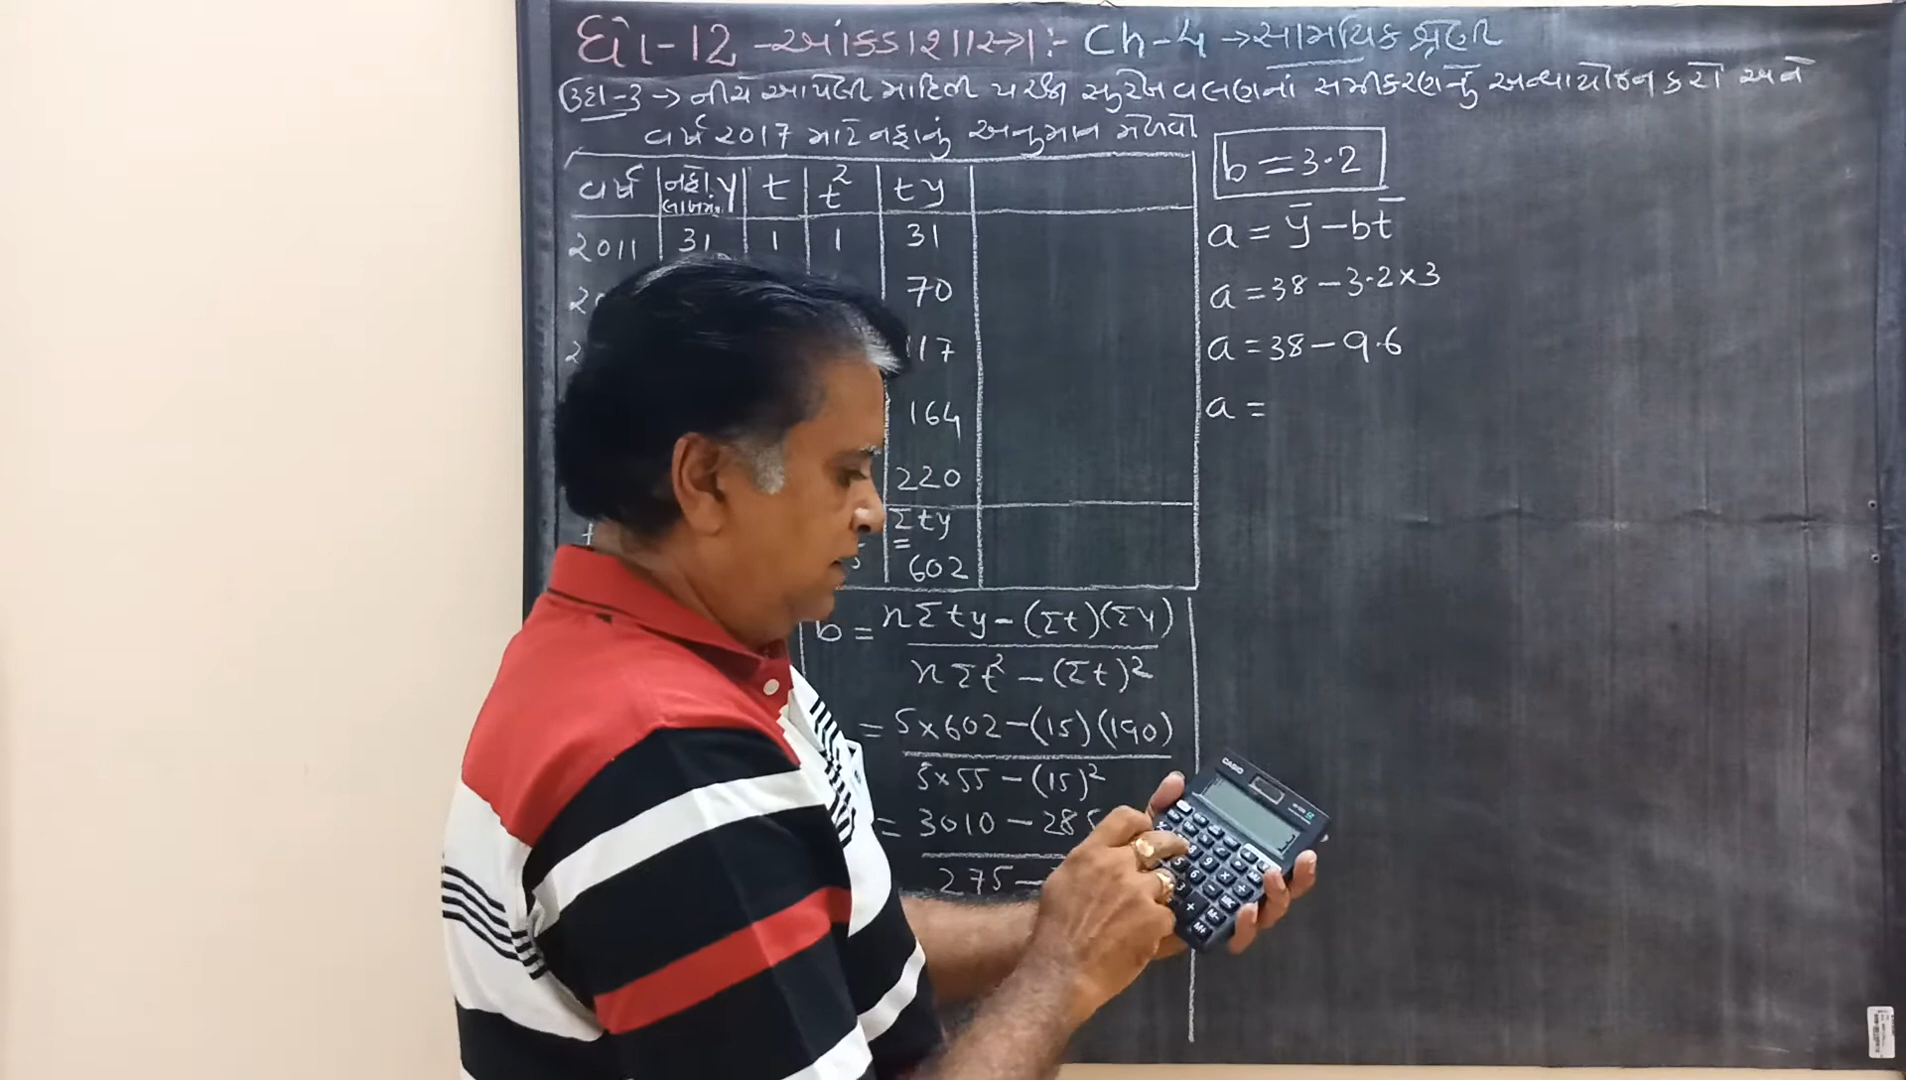 ધો-12 -આંકડાશાસ્ત્ર:- Ch-4 → સામયિક શ્રેણી
ઉદા-3 → નીચે આપેલી માહિતી પરથી સુરેખ વલણનાં સમીકરણનું અન્વાયોજન કરો અને
વર્ષ 2017 માટે નફાનું અનુમાન મેળવો
વર્ષ નફો y t t² ty
2011 31 1 1 31
70
117
164
220
Σty
=
602
b = nΣty - (Σt)(Σy)
nΣt² - (Σt)²
= 5×602 - (15)(190)
5×55 - (15)²
= 3010 - 285
275 -
b = 3.2
a = ȳ - bt̄
a = 38 - 3.2×3
a = 38 - 9.6
a =
CASIO